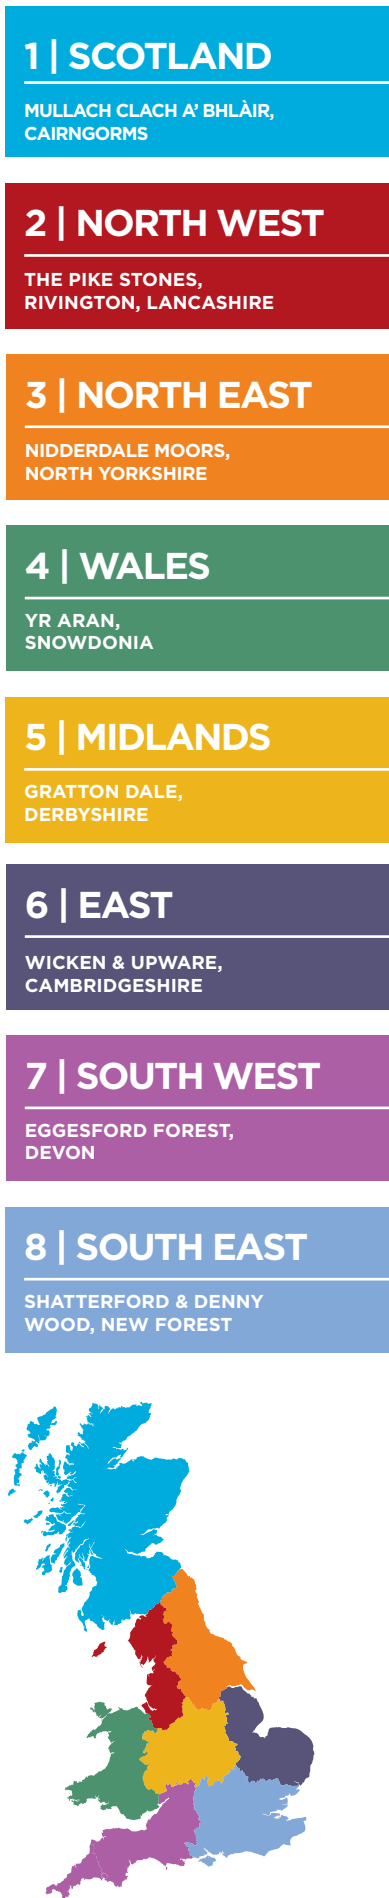 1 | SCOTLAND
MULLACH CLACH A' BHLÀIR,
CAIRNGORMS
2 | NORTH WEST
THE PIKE STONES,
RIVINGTON, LANCASHIRE
3 | NORTH EAST
NIDDERDALE MOORS,
NORTH YORKSHIRE
4 | WALES
YR ARAN,
SNOWDONIA
5 | MIDLANDS
GRATTON DALE,
DERBYSHIRE
6 | EAST
WICKEN & UPWARE,
CAMBRIDGESHIRE
7 | SOUTH WEST
EGGESFORD FOREST,
DEVON
8 | SOUTH EAST
SHATTERFORD & DENNY
WOOD, NEW FOREST